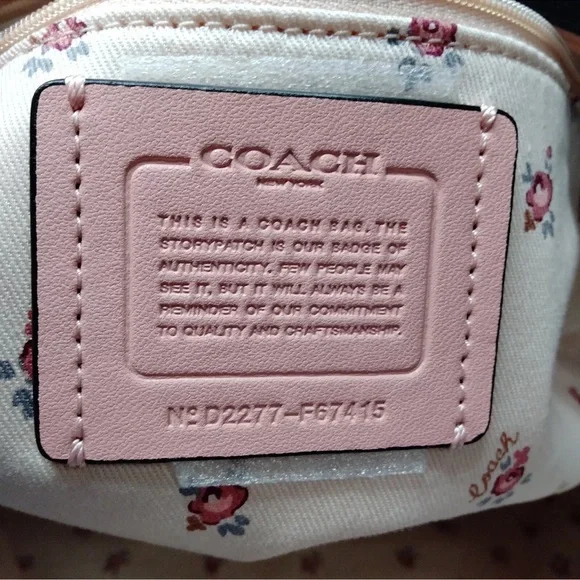 COACH
NEW YORK
THIS IS A COACH BAG. THE
STORYPATCH IS OUR BADGE OF
AUTHENTICITY. FEW PEOPLE MAY
SEE IT, BUT IT WILL ALWAYS BE A
REMINDER OF OUR COMMITMENT
TO QUALITY AND CRAFTSMANSHIP.
Nº D2277-F67415
Coach